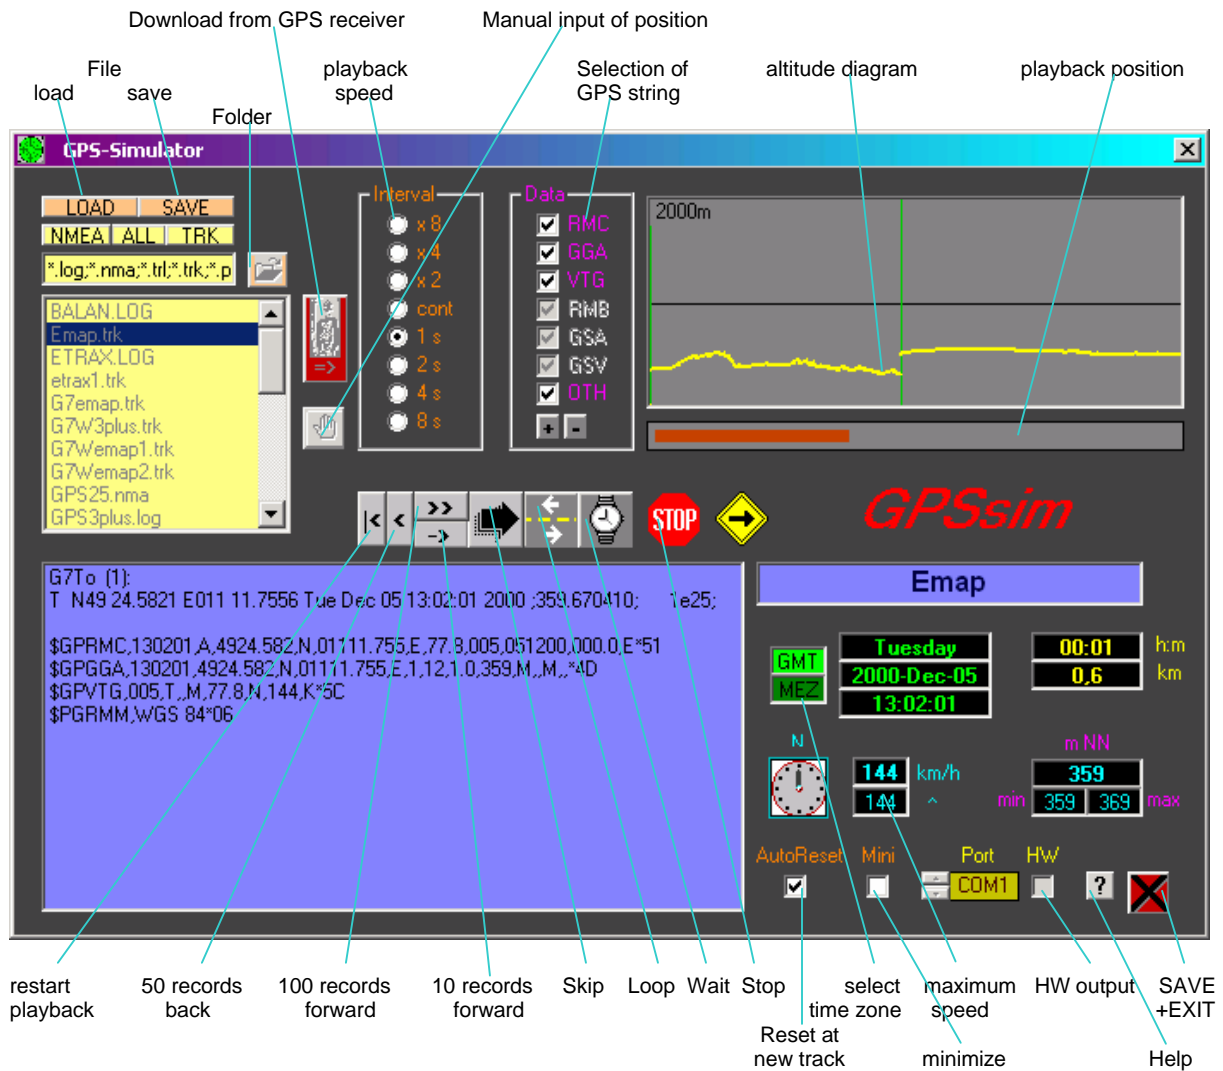 Download from GPS receiver
Manual input of position
File
load
save
Folder
playback
speed
Selection of
GPS string
altitude diagram
playback position
GPS-Simulator
LOAD SAVE
NMEA ALL TRK
*.log;*.nma;*.trl;*.trk;*.p
BALAN.LOG
Emap.trk
ETRAX.LOG
etrax1.trk
G7emap.trk
G7W3plus.trk
G7Wemap1.trk
G7Wemap2.trk
GPS25.nma
GPS3plus.log
=>
Interval
x 8
x 4
x 2
cont
1 s
2 s
4 s
8 s
Data
RMC
GGA
VTG
RMB
GSA
GSV
OTH
+ -
2000m
|< < >> ->
STOP
GPSsim
G7To (1):
T N49 24.5821 E011 11.7556 Tue Dec 05 13:02:01 2000 ;359.670410; 1e25;
$GPRMC,130201,A,4924.582,N,01111.755,E,77.8,005,051200,000.0,E*51
$GPGGA,130201,4924.582,N,01111.755,E,1,12,1.0,359,M,,M,,*4D
$GPVTG,005,T,,M,77.8,N,144,K*5C
$PGRMM,WGS 84*06
Emap
GMT
MEZ
Tuesday
2000-Dec-05
13:02:01
00:01 h:m
0,6 km
N
144 km/h
144 ^
m NN
359
min 359 369 max
AutoReset Mini Port HW
COM1
?
restart
playback
50 records
back
100 records
forward
10 records
forward
Skip
Loop
Wait
Stop
select
time zone
maximum
speed
HW output
SAVE
+EXIT
Reset at
new track
minimize
Help